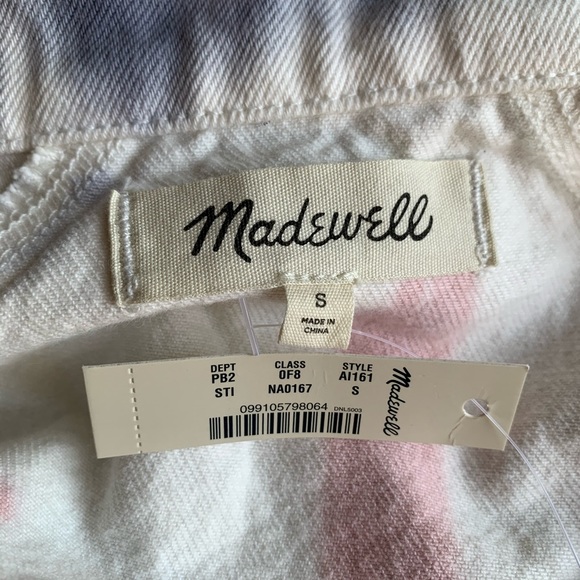 Madewell
S
MADE IN
CHINA
DEPT CLASS STYLE
PB2 0F8 AI161
STI NA0167 S
099105798064 DNL5003
Madewell